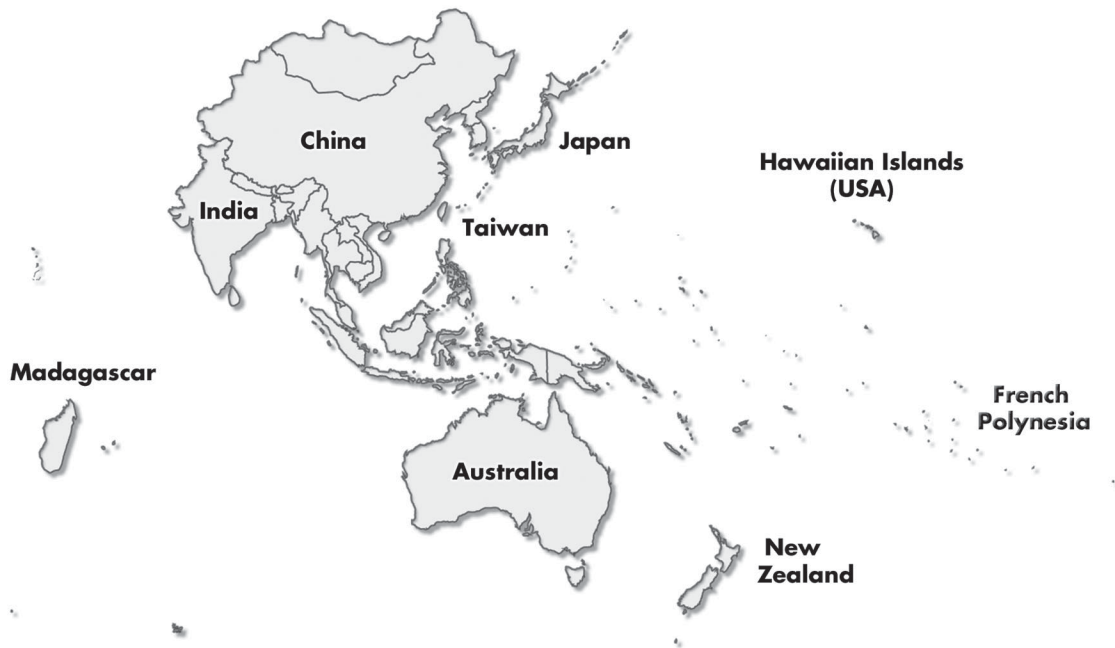 China
Japan
Hawaiian Islands
(USA)
India
Taiwan
Madagascar
French
Polynesia
Australia
New
Zealand